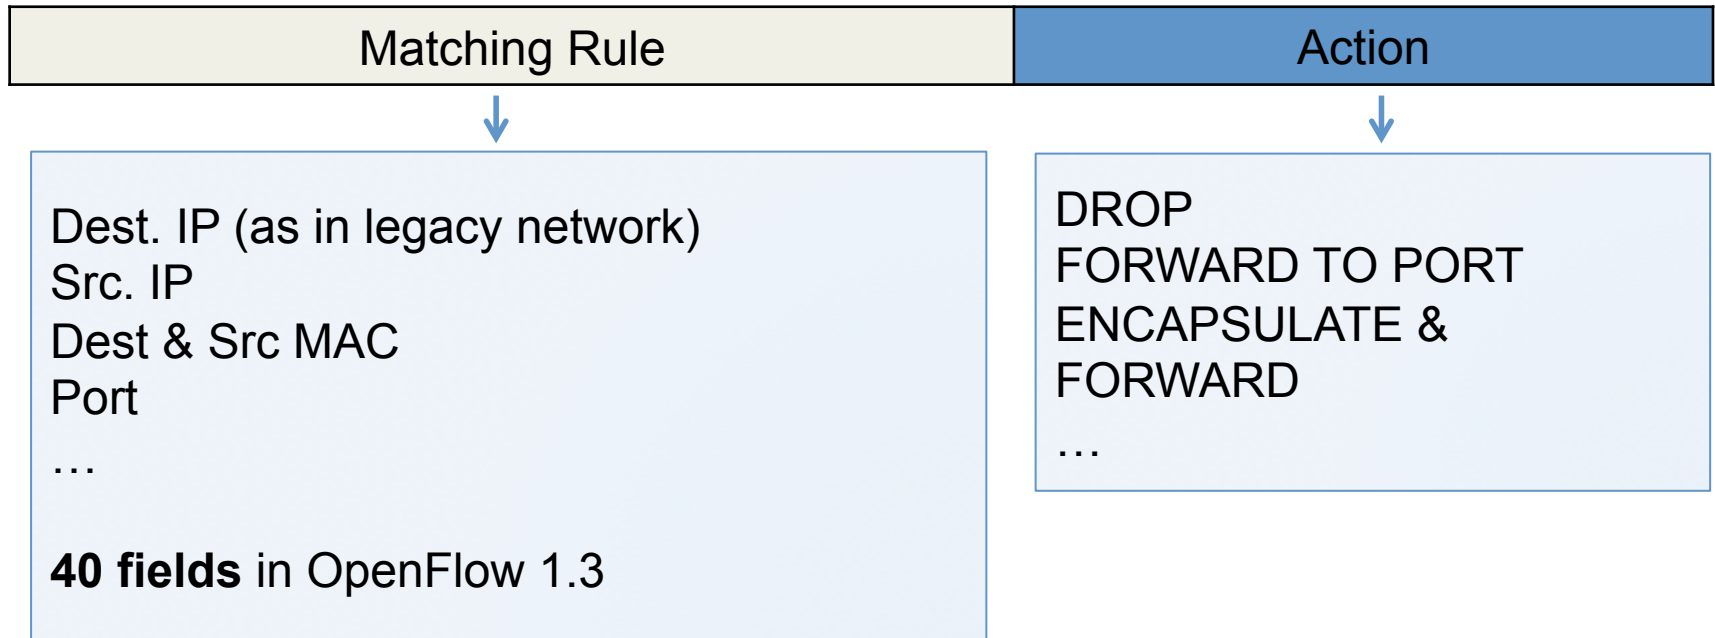 Matching Rule
Action
Dest. IP (as in legacy network)
Src. IP
Dest & Src MAC
Port
…
40 fields in OpenFlow 1.3
DROP
FORWARD TO PORT
ENCAPSULATE &
FORWARD
…